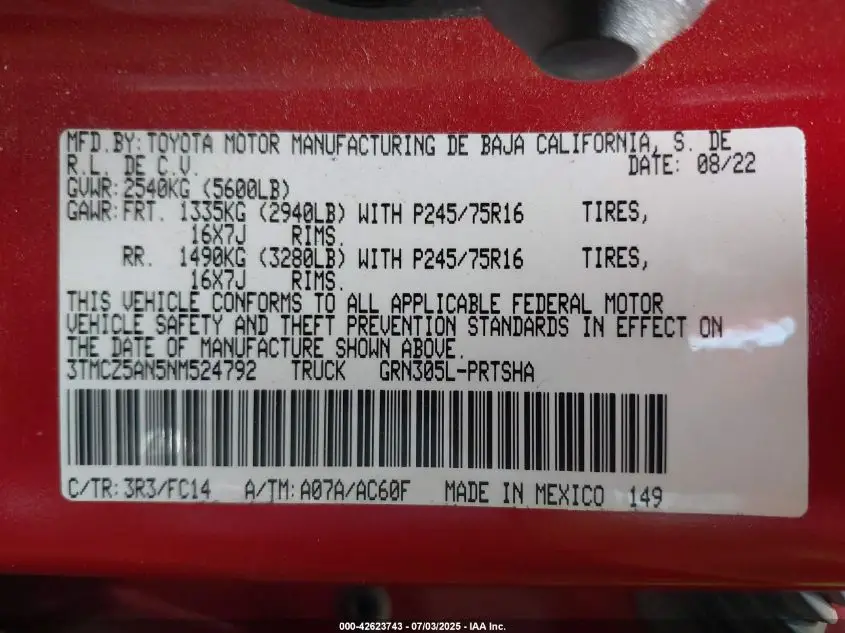 MFD.BY: TOYOTA MOTOR MANUFACTURING DE BAJA CALIFORNIA, S. DE
R.L. DE C.V. DATE: 08/22
GVWR: 2540KG (5600LB)
GAWR: FRT. 1335KG (2940LB) WITH P245/75R16 TIRES,
16X7J RIMS.
RR. 1490KG (3280LB) WITH P245/75R16 TIRES,
16X7J RIMS.
THIS VEHICLE CONFORMS TO ALL APPLICABLE FEDERAL MOTOR
VEHICLE SAFETY AND THEFT PREVENTION STANDARDS IN EFFECT ON
THE DATE OF MANUFACTURE SHOWN ABOVE.
3TMCZ5AN5NM524792 TRUCK GRN305L-PRTSHA
C/TR: 3R3/FC14 A/TM: A07A/AC60F MADE IN MEXICO 149
000-42623743 - 07/03/2025 - IAA Inc.